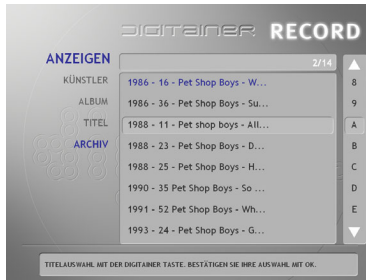 DIGITAINER RECORD
ANZEIGEN
2/14
KÜNSTLER
ALBUM
TITEL
ARCHIV
1986 - 16 - Pet Shop Boys - W...
1986 - 36 - Pet Shop Boys - Su...
1988 - 11 - Pet shop boys - All...
1988 - 23 - Pet Shop Boys - D...
1988 - 25 - Pet Shop Boys - H...
1990 - 35 Pet Shop Boys - So ...
1991 - 52 Pet Shop Boys - Wh...
1993 - 24 - Pet Shop Boys - G...
8
9
A
B
C
D
E
TITELAUSWAHL MIT DER DIGITAINER TASTE. BESTÄTIGEN SIE IHRE AUSWAHL MIT OK.